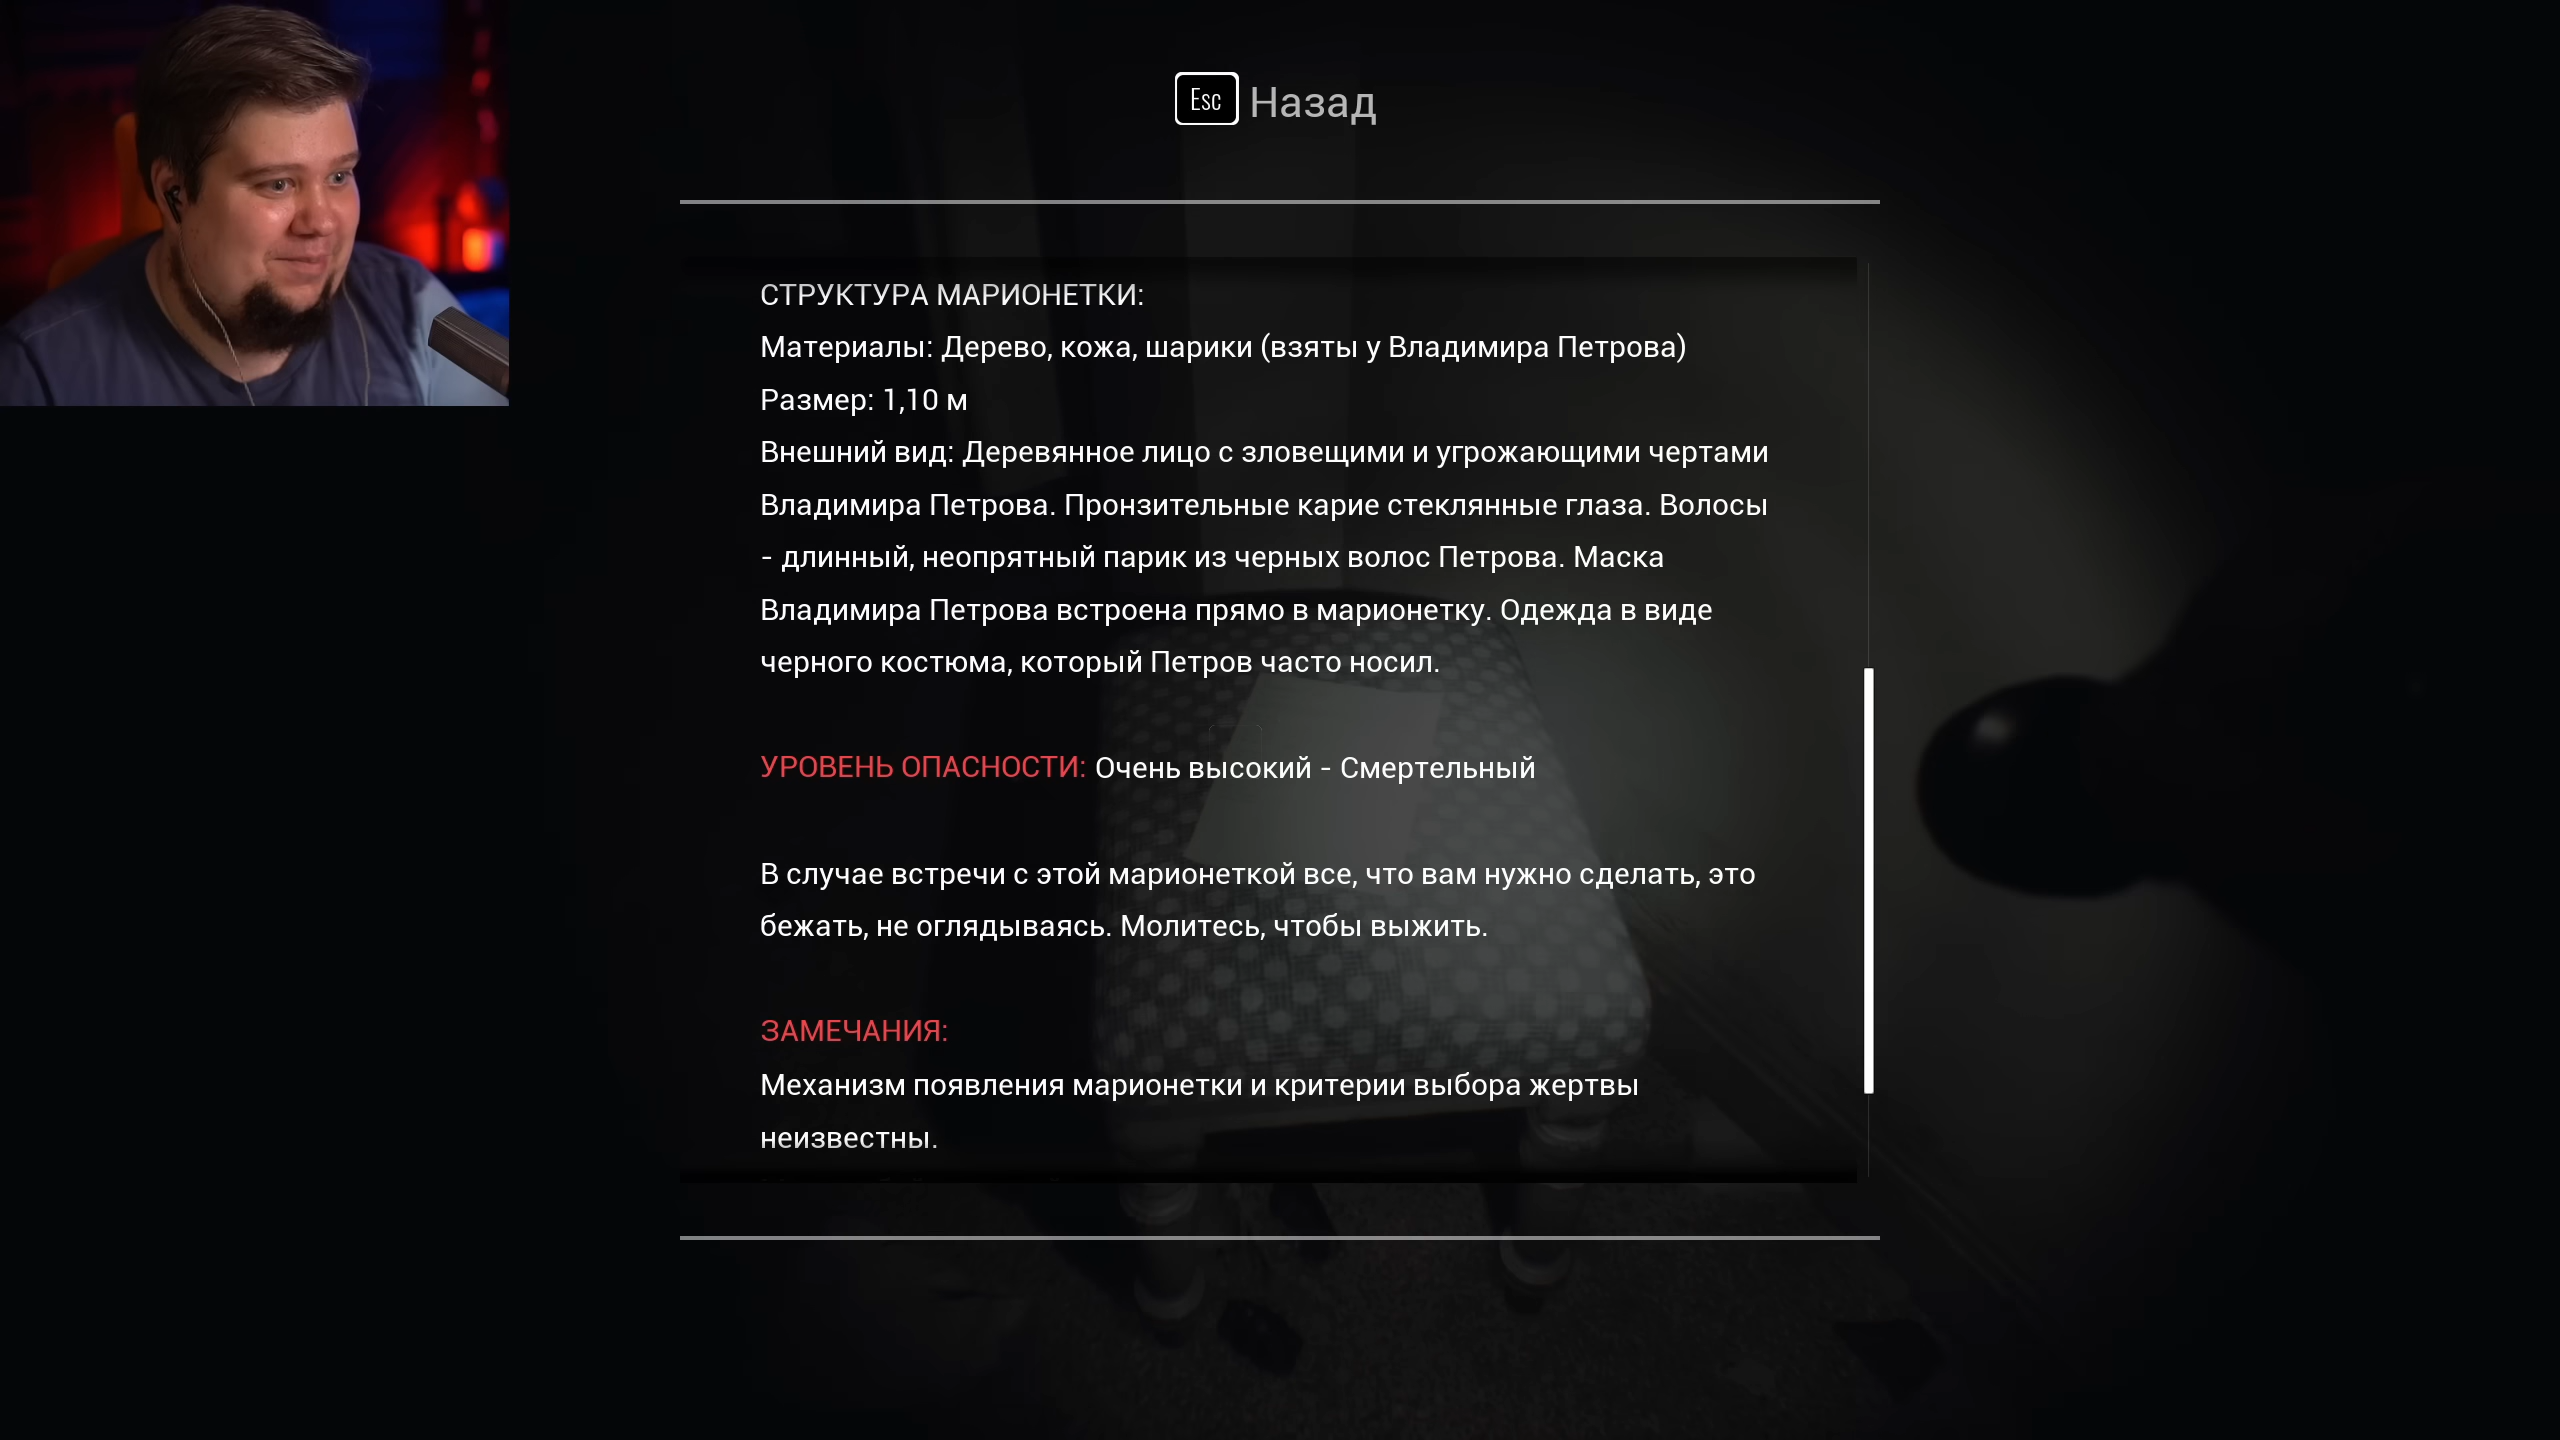 Esc Назад
СТРУКТУРА МАРИОНЕТКИ:
Материалы: Дерево, кожа, шарики (взяты у Владимира Петрова)
Размер: 1,10 м
Внешний вид: Деревянное лицо с зловещими и угрожающими чертами
Владимира Петрова. Пронзительные карие стеклянные глаза. Волосы
- длинный, неопрятный парик из черных волос Петрова. Маска
Владимира Петрова встроена прямо в марионетку. Одежда в виде
черного костюма, который Петров часто носил.
УРОВЕНЬ ОПАСНОСТИ: Очень высокий - Смертельный
В случае встречи с этой марионеткой все, что вам нужно сделать, это
бежать, не оглядываясь. Молитесь, чтобы выжить.
ЗАМЕЧАНИЯ:
Механизм появления марионетки и критерии выбора жертвы
неизвестны.